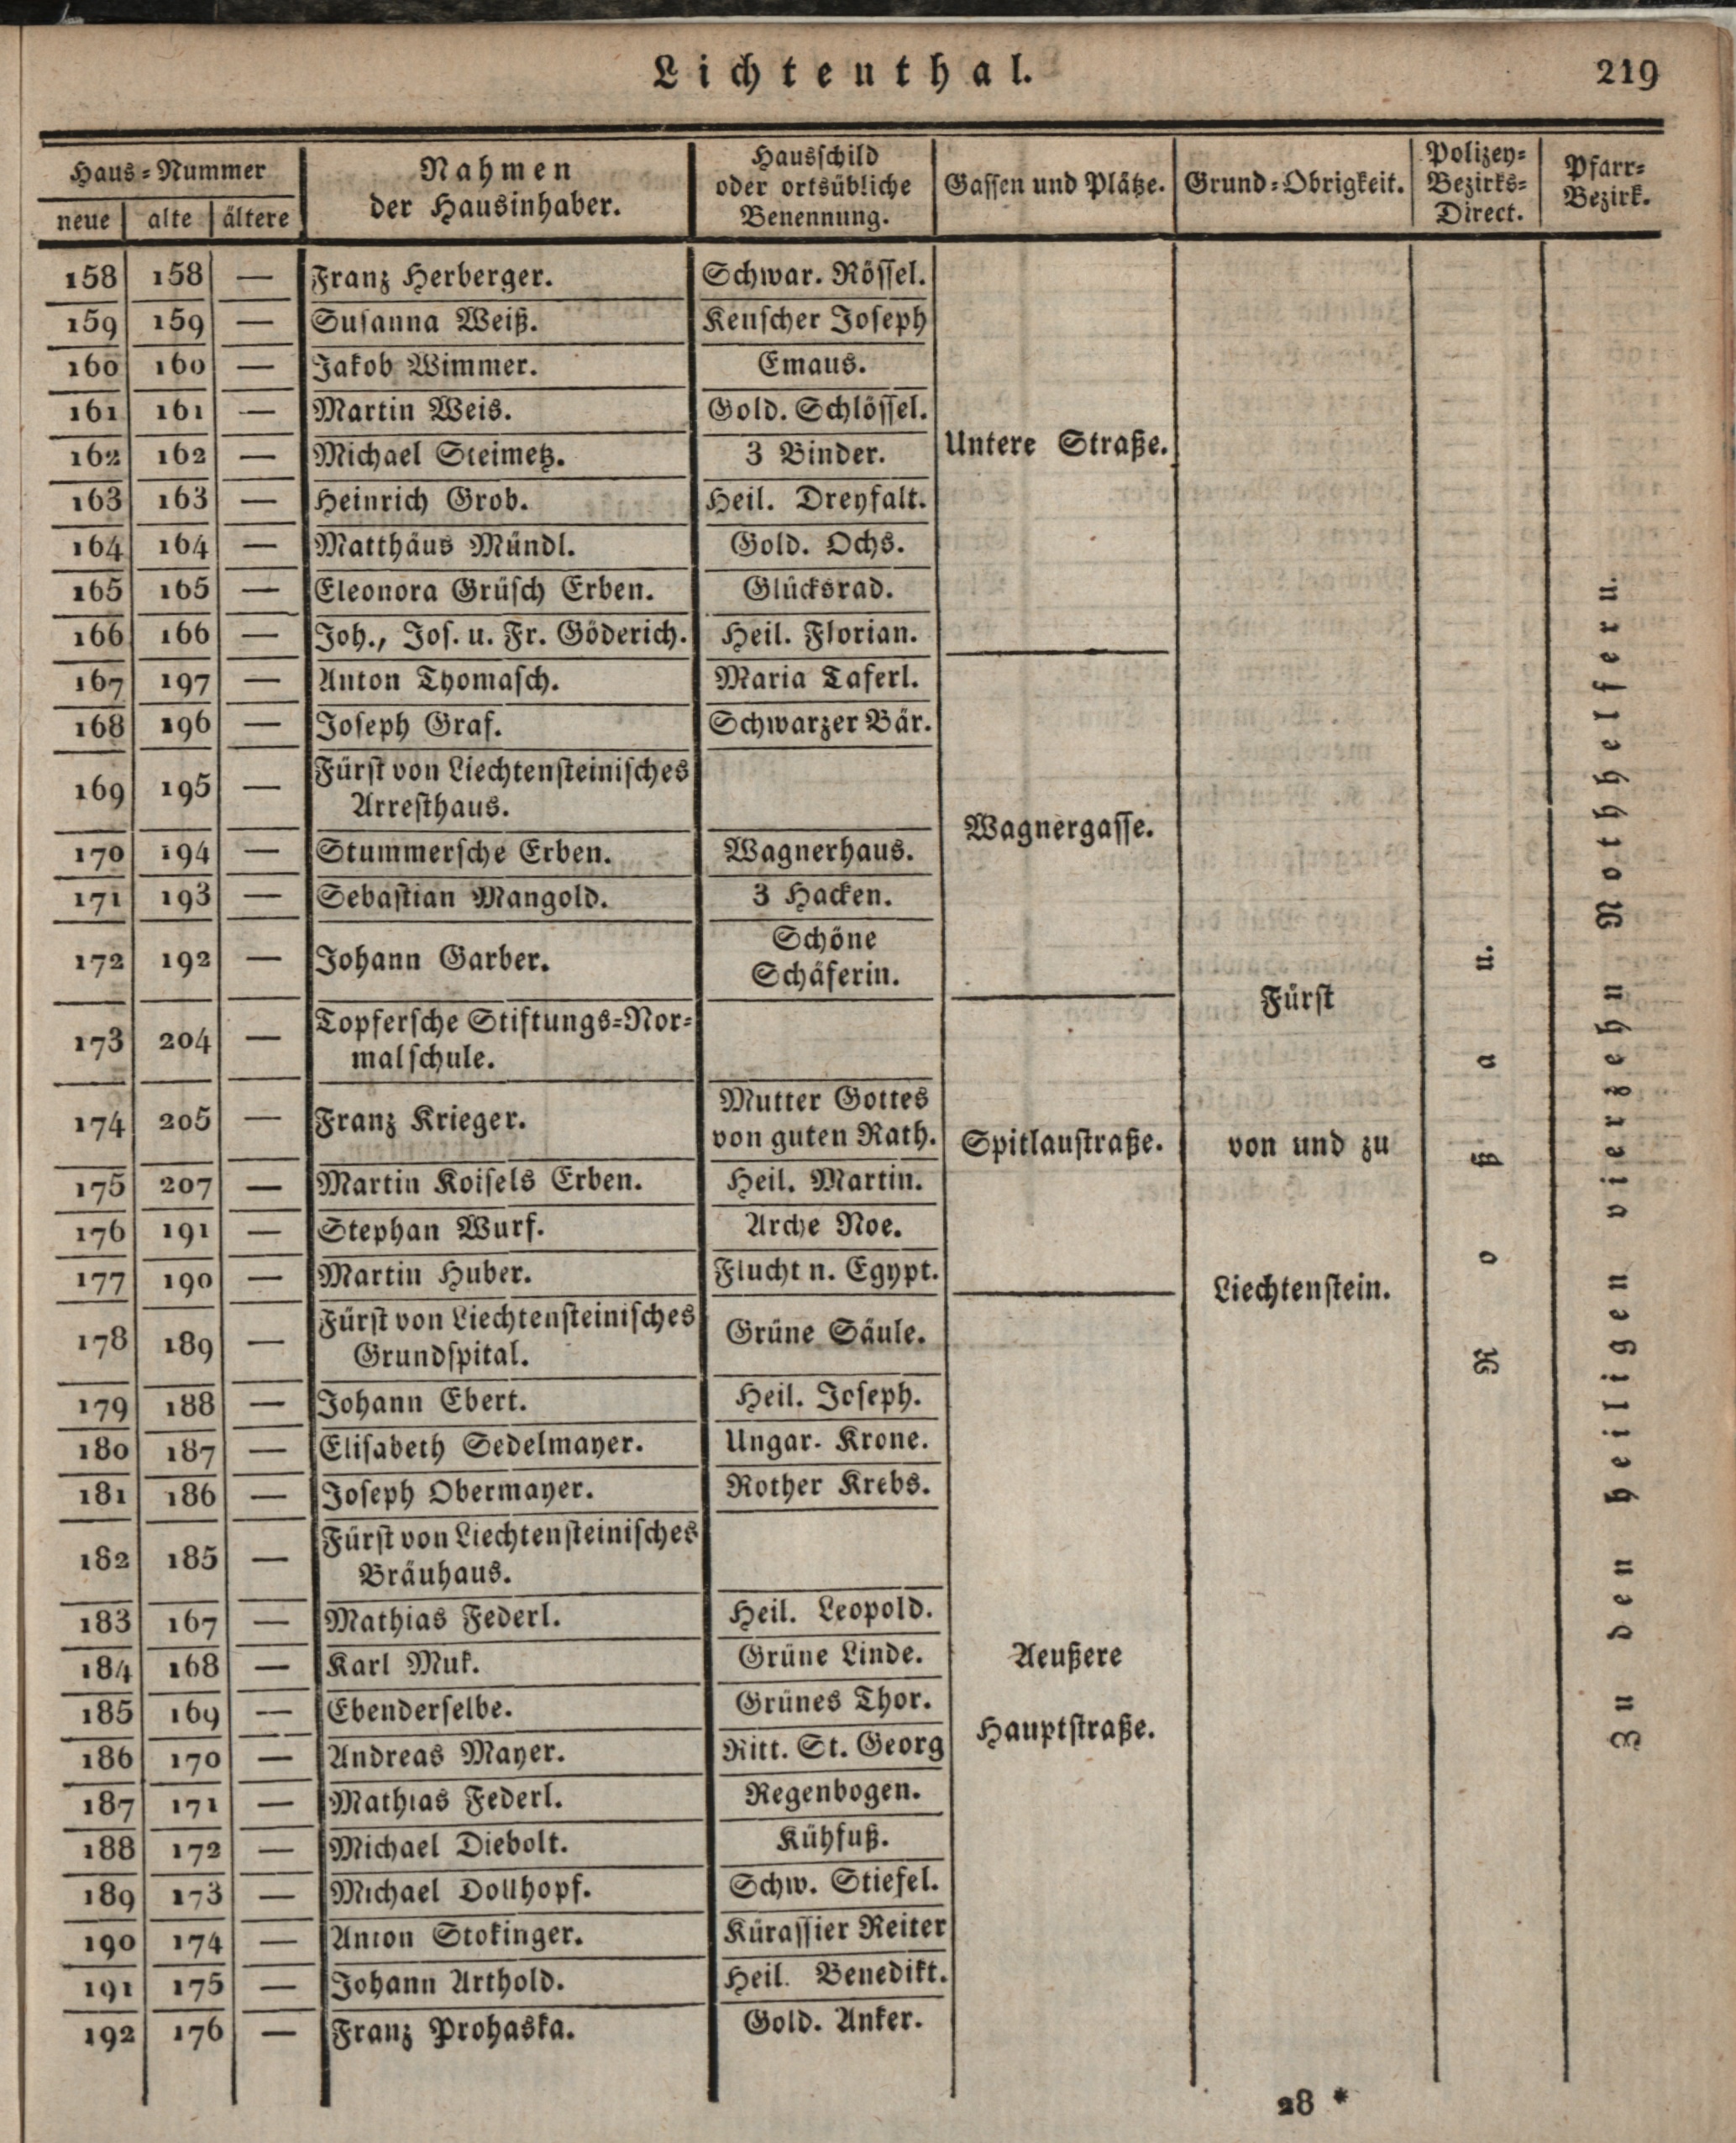 Lichtenthal.
219
Haus-Nummer
neue alte ältere
Nahmen
der Hausinhaber.
Hausschild
oder ortsübliche
Benennung.
Gassen und Plätze.
Grund-Obrigkeit.
Polizey-
Bezirks-
Direct.
Pfarr-
Bezirk.
158 158 — Franz Herberger. Schwar. Rössel.
159 159 — Susanna Weiß. Keuscher Joseph
160 160 — Jakob Wimmer. Emaus.
161 161 — Martin Weis. Gold. Schlössel.
162 162 — Michael Steimetz. 3 Binder.
Untere Straße.
163 163 — Heinrich Grob. Heil. Dreyfalt.
164 164 — Matthäus Mündl. Gold. Ochs.
165 165 — Eleonora Grüsch Erben. Glücksrad.
166 166 — Joh., Jos. u. Fr. Göderich. Heil. Florian.
167 197 — Anton Thomasch. Maria Taferl.
168 196 — Joseph Graf. Schwarzer Bär.
169 195 — Fürst von Liechtensteinisches
Arresthaus.
Wagnergasse.
170 194 — Stummersche Erben. Wagnerhaus.
171 193 — Sebastian Mangold. 3 Hacken.
172 192 — Johann Garber. Schöne
Schäferin.
173 204 — Topfersche Stiftungs-Nor-
malschule.
174 205 — Franz Krieger. Mutter Gottes
von guten Rath.
Spitlaustraße.
175 207 — Martin Koisels Erben. Heil. Martin.
176 191 — Stephan Wurf. Arche Noe.
177 190 — Martin Huber. Flucht n. Egypt.
178 189 — Fürst von Liechtensteinisches
Grundspital.
Grüne Säule.
179 188 — Johann Ebert. Heil. Joseph.
180 187 — Elisabeth Sedelmayer. Ungar. Krone.
181 186 — Joseph Obermayer. Rother Krebs.
182 185 — Fürst von Liechtensteinisches
Bräuhaus.
183 167 — Mathias Federl. Heil. Leopold.
184 168 — Karl Muk. Grüne Linde.
185 169 — Ebenderselbe. Grünes Thor.
186 170 — Andreas Mayer. Ritt. St. Georg
187 171 — Mathias Federl. Regenbogen.
188 172 — Michael Diebolt. Kühfuß.
189 173 — Michael Dollhopf. Schw. Stiefel.
190 174 — Anton Stokinger. Kürassier Reiter
191 175 — Johann Arthold. Heil. Benedikt.
192 176 — Franz Prohaska. Gold. Anker.
Aeußere
Hauptstraße.
Fürst
von und zu
Liechtenstein.
Roßau.
Zu den heiligen vierzehn Nothhelfern.
28 *